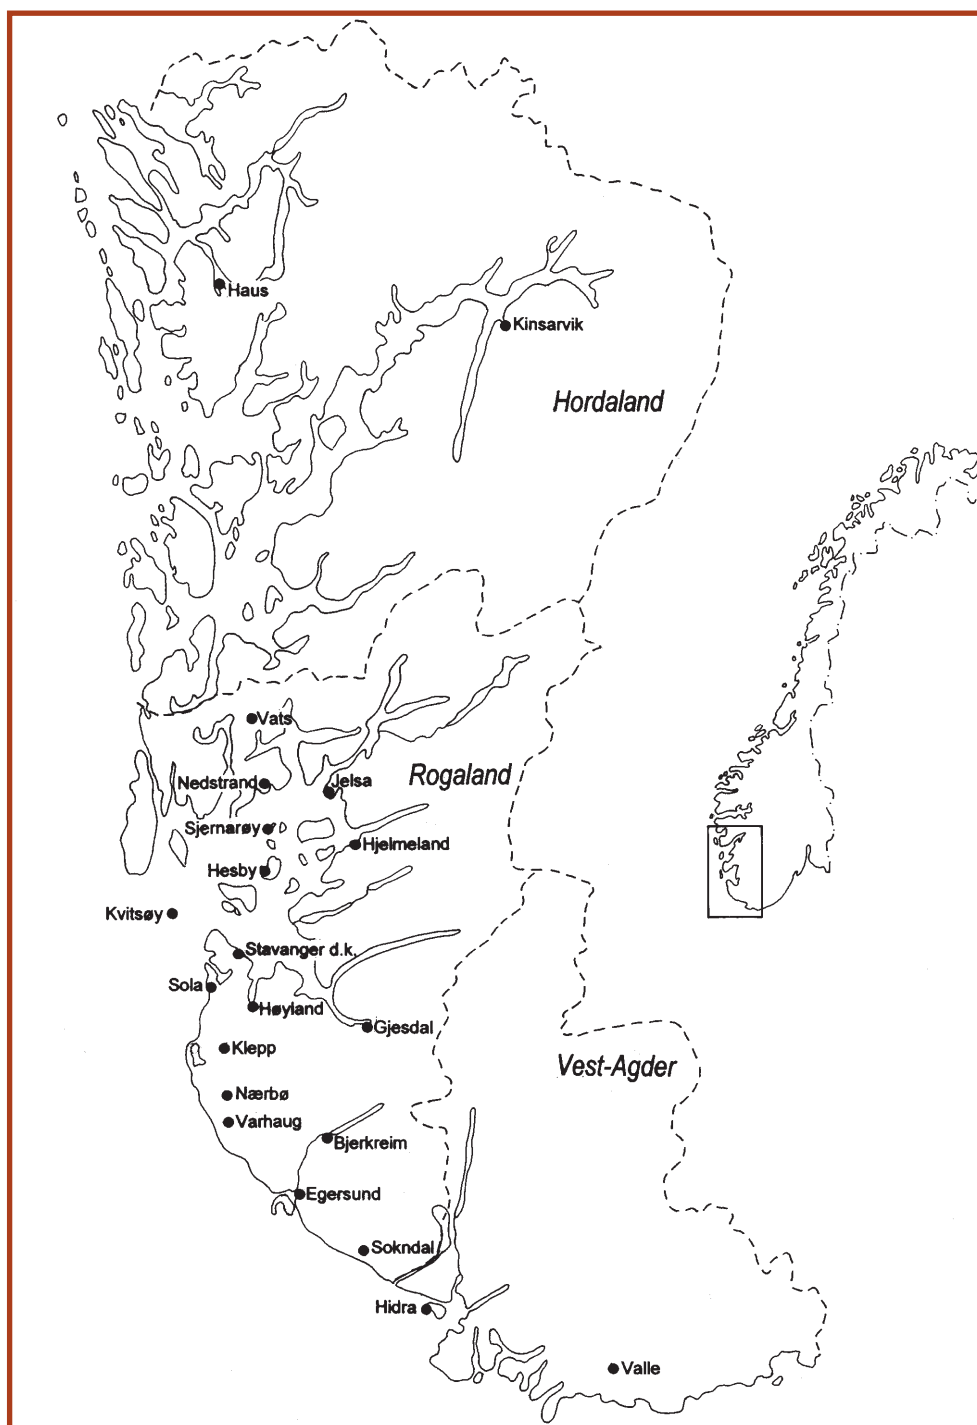 Haus
Kinsarvik
Hordaland
Vats
Rogaland
Nedstrand
Jelsa
Sjernarøy
Hjelmeland
Hesby
Kvitsøy
Stavanger d.k.
Sola
Høyland
Gjesdal
Klepp
Vest-Agder
Nærbø
Varhaug
Bjerkreim
Egersund
Sokndal
Hidra
Valle